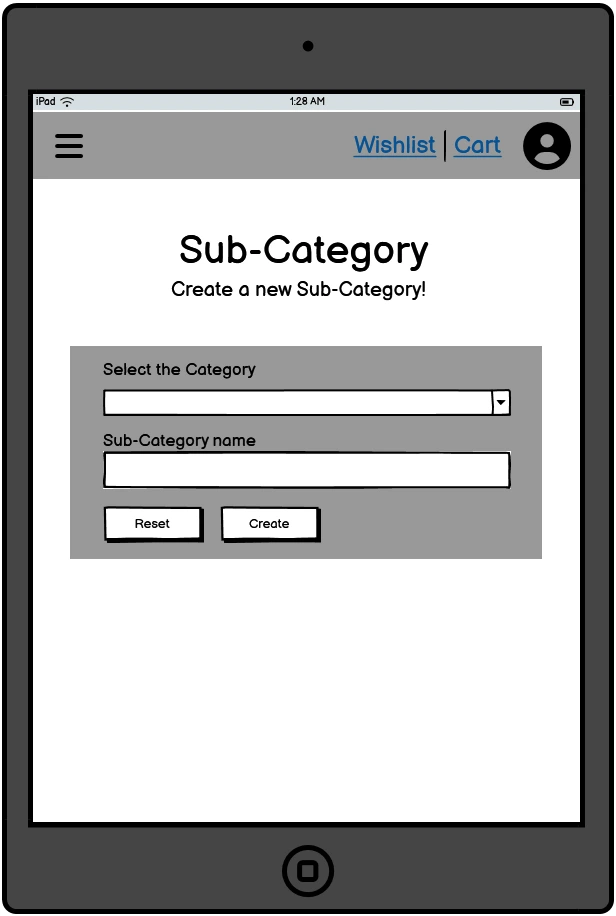 iPad 1:28 AM
Wishlist Cart
Sub-Category
Create a new Sub-Category!
Select the Category
Sub-Category name
Reset Create